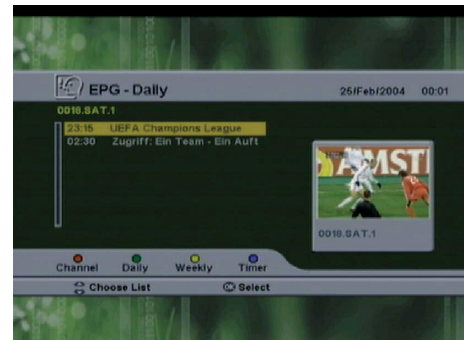 EPG - Daily
25/Feb/2004 00:01
0018.SAT.1
23:15 UEFA Champions League
02:30 Zugriff: Ein Team - Ein Auft
AMST
0018.SAT.1
Channel Daily Weekly Timer
Choose List OK Select